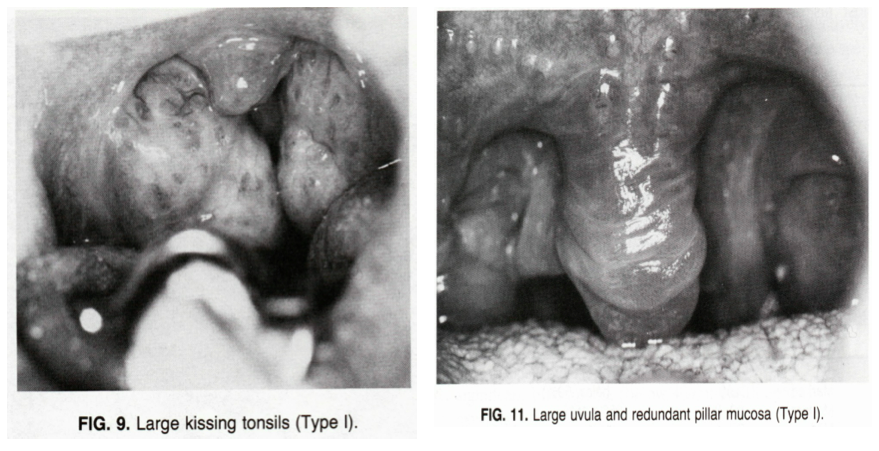 FIG. 9. Large kissing tonsils (Type I).
FIG. 11. Large uvula and redundant pillar mucosa (Type I).